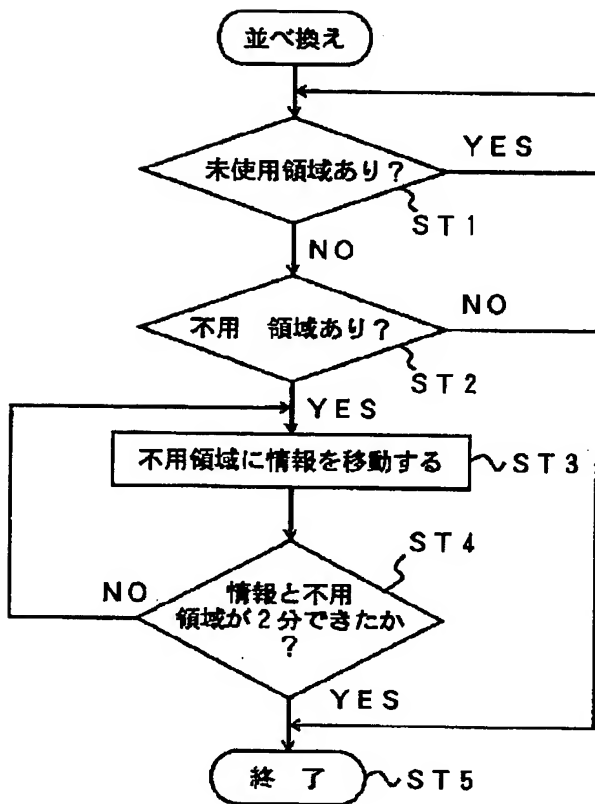 並べ換え
未使用領域あり？
YES
ST1
NO
不用　領域あり？
NO
ST2
YES
不用領域に情報を移動する
ST3
ST4
NO
情報と不用
領域が２分できたか
？
YES
終　了
ST5